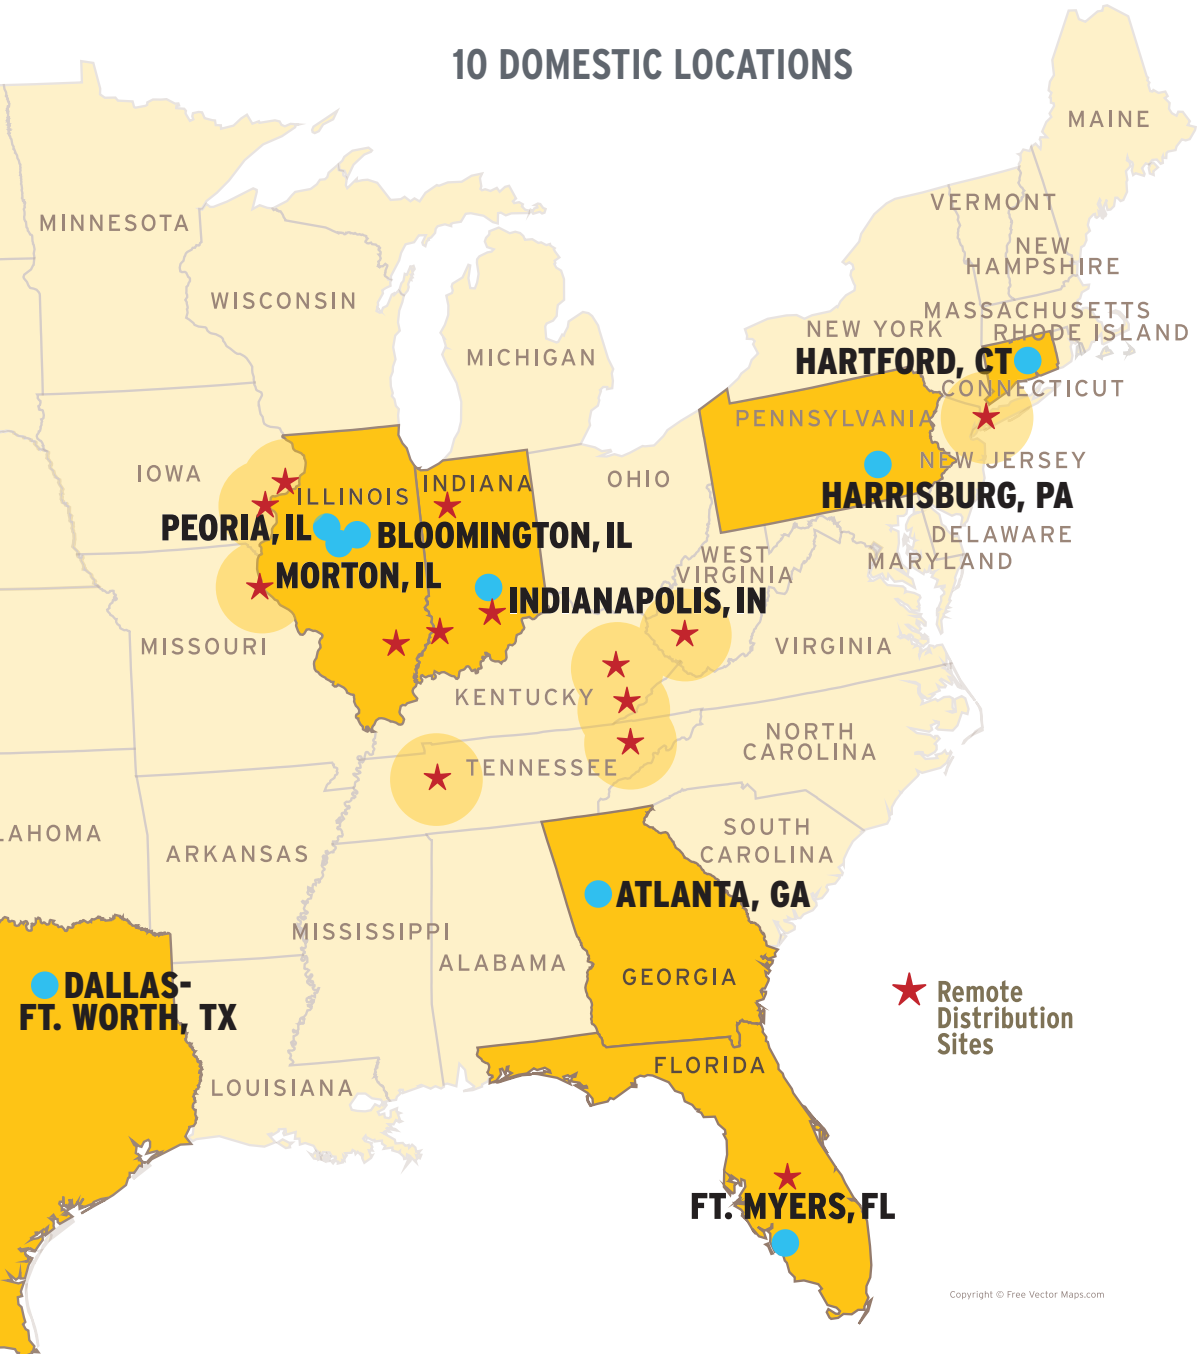 10 DOMESTIC LOCATIONS
MAINE
VERMONT
MINNESOTA
NEW
HAMPSHIRE
WISCONSIN
MASSACHUSETTS
NEW YORK
RHODE ISLAND
MICHIGAN
HARTFORD, CT
CONNECTICUT
PENNSYLVANIA
NEW JERSEY
IOWA
OHIO
INDIANA
ILLINOIS
HARRISBURG, PA
PEORIA, IL
BLOOMINGTON, IL
DELAWARE
WEST
VIRGINIA
MARYLAND
MORTON, IL
INDIANAPOLIS, IN
MISSOURI
VIRGINIA
KENTUCKY
NORTH
CAROLINA
TENNESSEE
LAHOMA
ARKANSAS
SOUTH
CAROLINA
ATLANTA, GA
MISSISSIPPI
ALABAMA
GEORGIA
DALLAS-
FT. WORTH, TX
Remote
Distribution
Sites
FLORIDA
LOUISIANA
FT. MYERS, FL
Copyright © Free Vector Maps.com